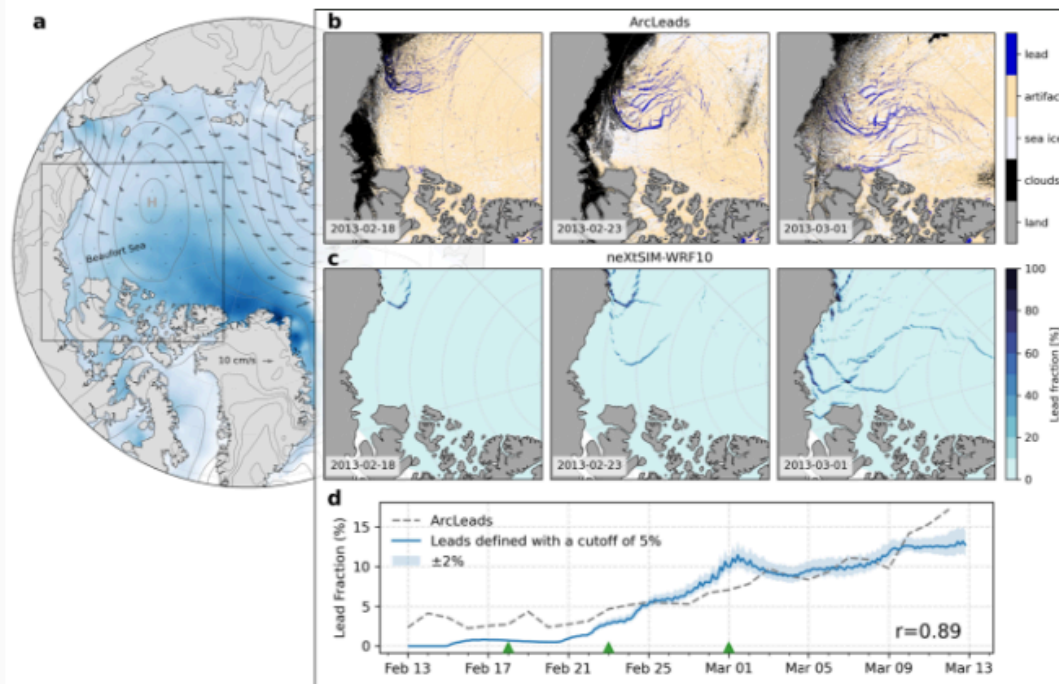 a
H
Beaufort Sea
10 cm/s
b
ArcLeads
2013-02-18
2013-02-23
2013-03-01
lead
artifac
sea ice
clouds
land
c
neXtSIM-WRF10
2013-02-18
2013-02-23
2013-03-01
100
80
60
40
20
0
Lead fraction [%]
d
Lead Fraction (%)
15
10
5
0
ArcLeads
Leads defined with a cutoff of 5%
±2%
r=0.89
Feb 13
Feb 17
Feb 21
Feb 25
Mar 01
Mar 05
Mar 09
Mar 13